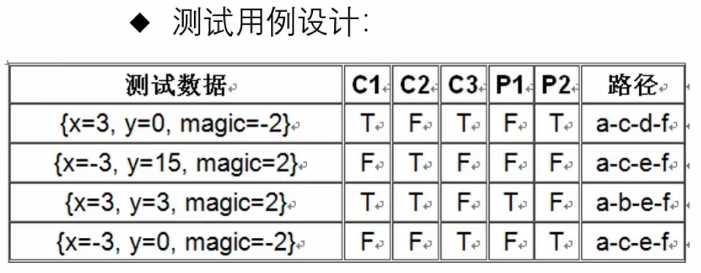 ◆ 测试用例设计:
测试数据 C1 C2 C3 P1 P2 路径
{x=3, y=0, magic=-2} T F T F T a-c-d-f
{x=-3, y=15, magic=2} F T F F F a-c-e-f
{x=3, y=3, magic=2} T T F T F a-b-e-f
{x=-3, y=0, magic=-2} F F T F T a-c-e-f